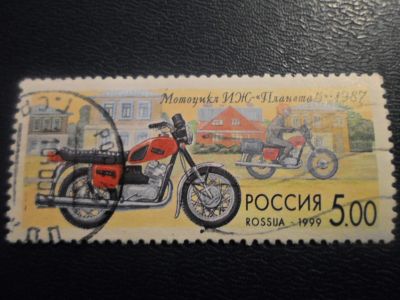 Мотоцикл ИЖ-«Планета 5»-1987
РОССИЯ 5.00
ROSSIJA - 1999